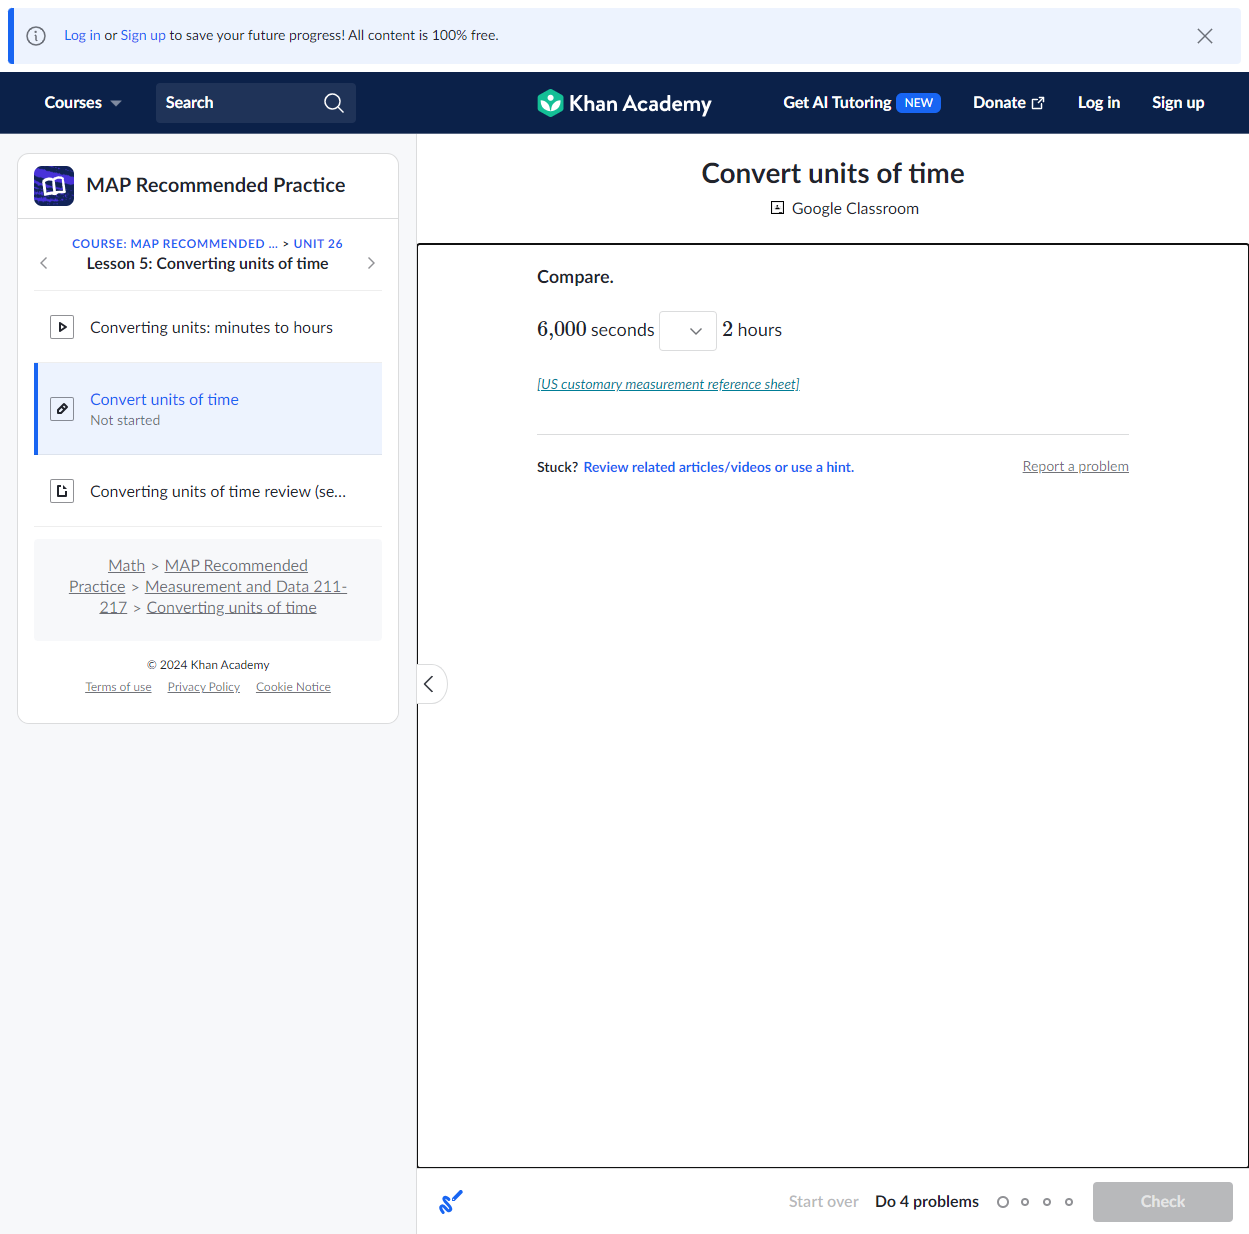 Log in or Sign up to save your future progress! All content is 100% free.
Courses
Search
Khan Academy
Get AI Tutoring NEW
Donate
Log in
Sign up
MAP Recommended Practice
COURSE: MAP RECOMMENDED ... > UNIT 26
Lesson 5: Converting units of time
Converting units: minutes to hours
Convert units of time
Not started
Converting units of time review (se...
Math > MAP Recommended
Practice > Measurement and Data 211-
217 > Converting units of time
© 2024 Khan Academy
Terms of use Privacy Policy Cookie Notice
Convert units of time
Google Classroom
Compare.
6,000 seconds 2 hours
[US customary measurement reference sheet]
Stuck? Review related articles/videos or use a hint.
Report a problem
Start over
Do 4 problems
Check